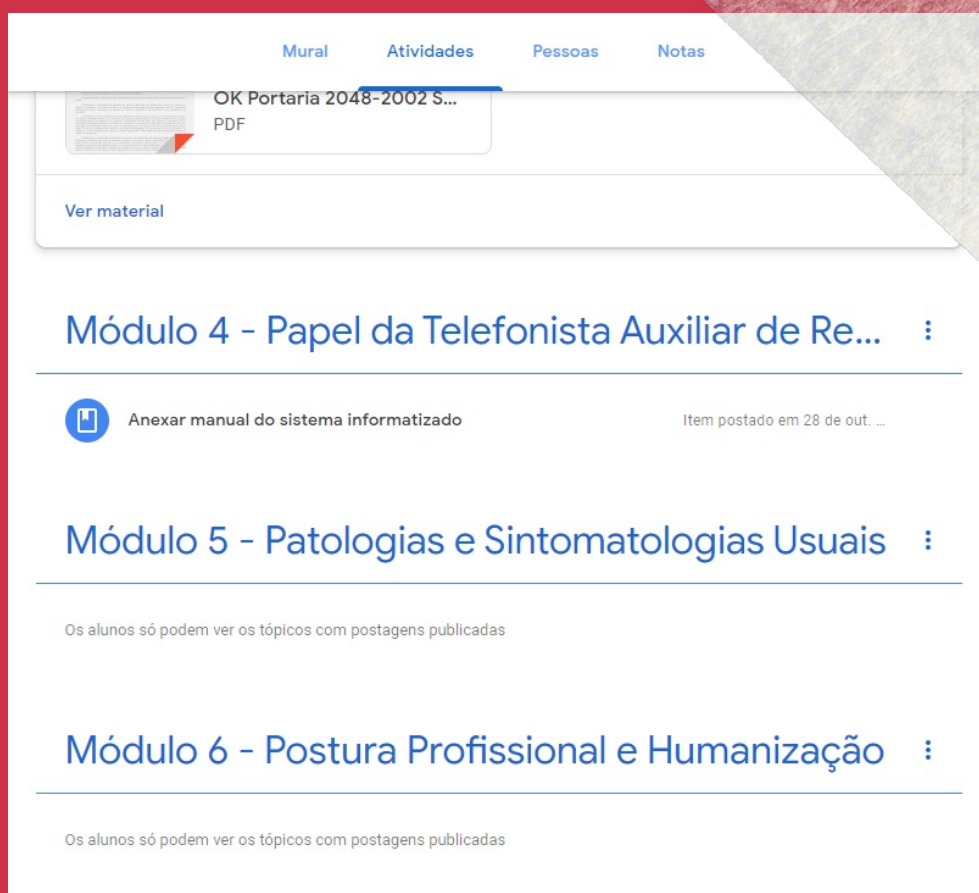 Mural Atividades Pessoas Notas
OK Portaria 2048-2002 S...
PDF
Ver material
Módulo 4 - Papel da Telefonista Auxiliar de Re...
Anexar manual do sistema informatizado Item postado em 28 de out. ...
Módulo 5 - Patologias e Sintomatologias Usuais
Os alunos só podem ver os tópicos com postagens publicadas
Módulo 6 - Postura Profissional e Humanização
Os alunos só podem ver os tópicos com postagens publicadas